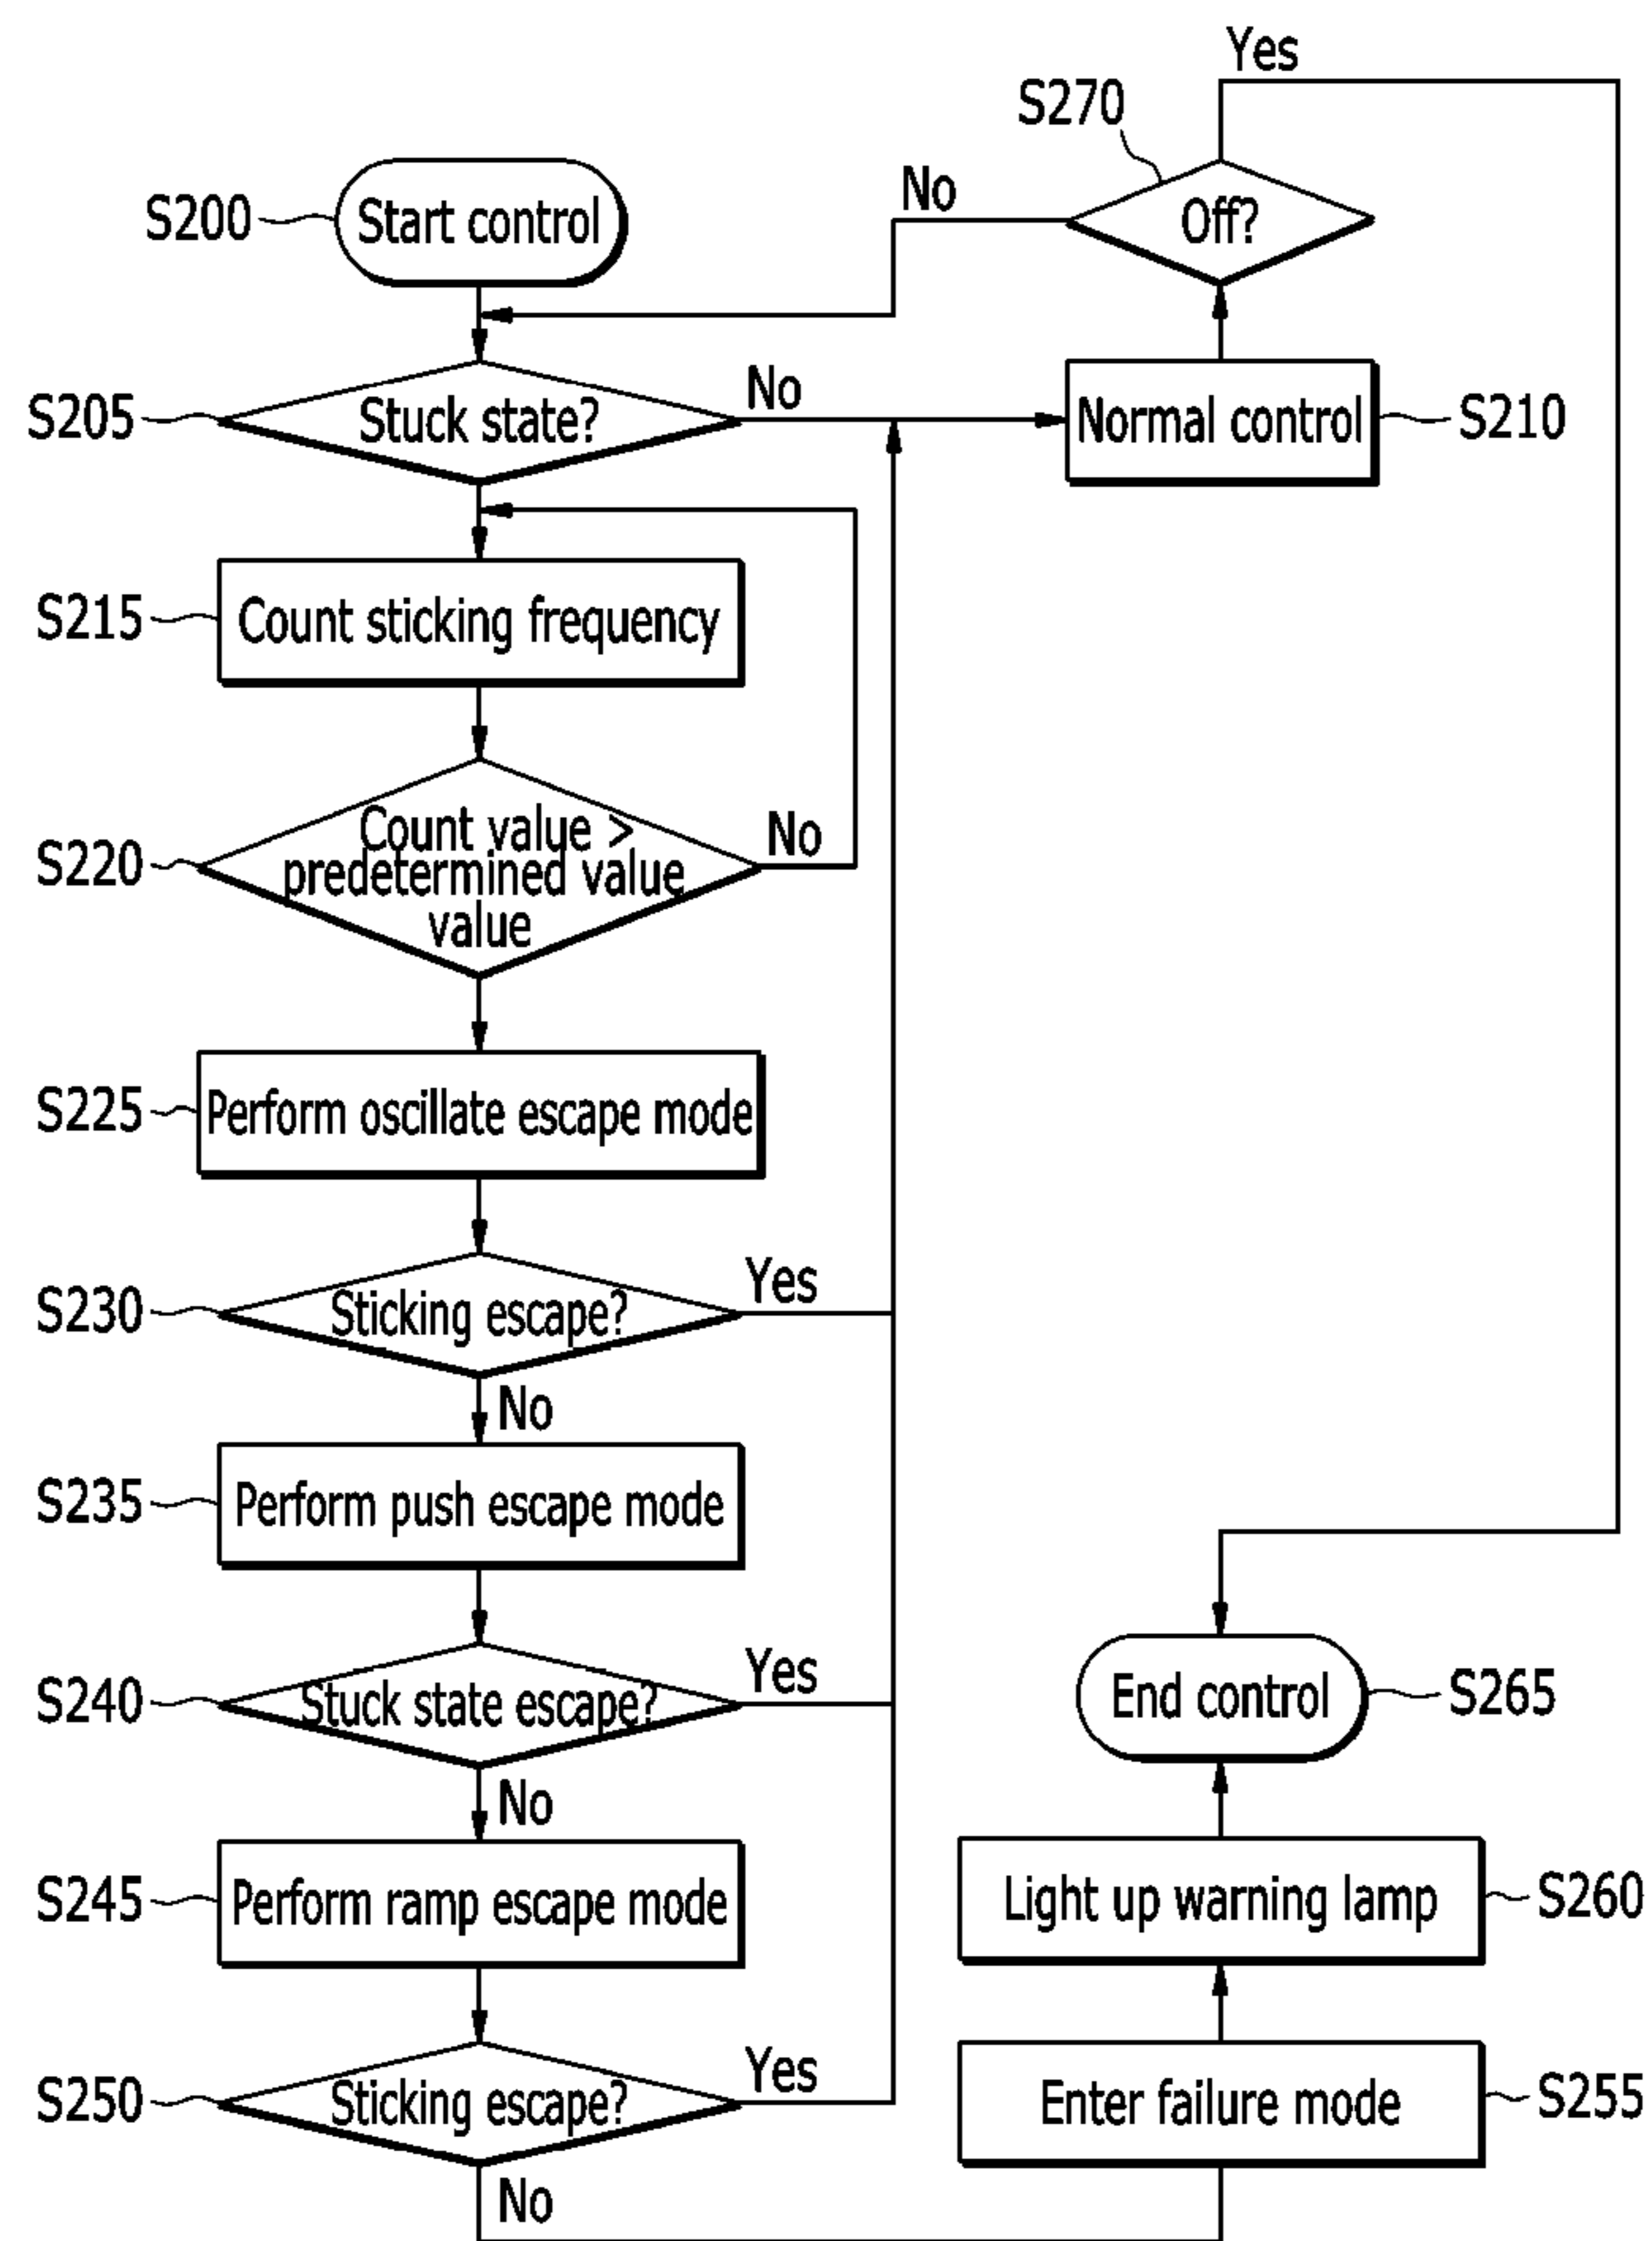 Yes
S270
No
Off?
S200
Start control
S205
Stuck state?
No
Normal control
S210
S215
Count sticking frequency
S220
Count value >
predetermined value
value
No
S225
Perform oscillate escape mode
S230
Sticking escape?
Yes
No
S235
Perform push escape mode
S240
Stuck state escape?
Yes
No
S245
Perform ramp escape mode
S250
Sticking escape?
Yes
No
End control
S265
Light up warning lamp
S260
Enter failure mode
S255